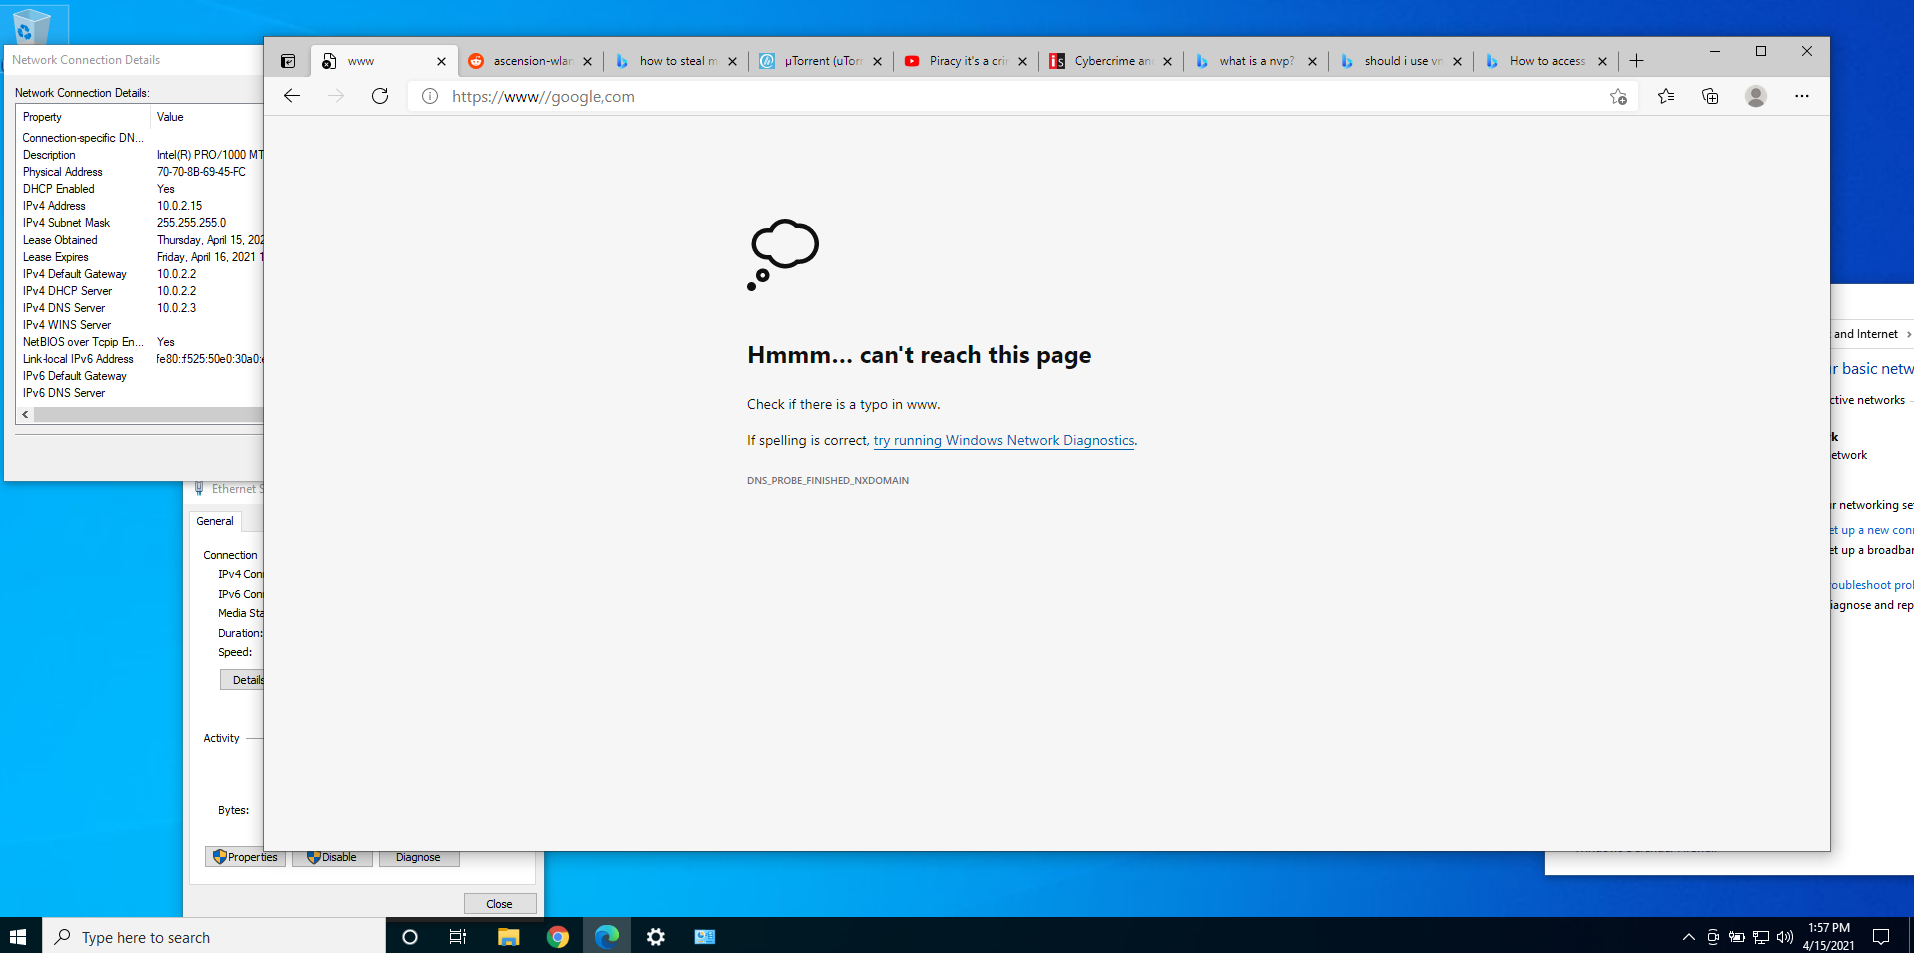 Network Connection Details
Network Connection Details:
Property Value
Connection-specific DN...
Description Intel(R) PRO/1000 MT
Physical Address 70-70-8B-69-45-FC
DHCP Enabled Yes
IPv4 Address 10.0.2.15
IPv4 Subnet Mask 255.255.255.0
Lease Obtained Thursday, April 15, 202
Lease Expires Friday, April 16, 2021 1
IPv4 Default Gateway 10.0.2.2
IPv4 DHCP Server 10.0.2.2
IPv4 DNS Server 10.0.2.3
IPv4 WINS Server
NetBIOS over Tcpip En... Yes
Link-local IPv6 Address fe80::f525:50e0:30a0:
IPv6 Default Gateway
IPv6 DNS Server
www
ascension-wlan
how to steal m
µTorrent (uTorr
Piracy it's a crim
Cybercrime and
what is a nvp?
should i use vn
How to access
https://www//google,com
Hmmm... can't reach this page
Check if there is a typo in www.
If spelling is correct, try running Windows Network Diagnostics.
DNS_PROBE_FINISHED_NXDOMAIN
Ethernet S
General
Connection
IPv4 Conn
IPv6 Conn
Media Sta
Duration:
Speed:
Details
Activity
Bytes:
Properties Disable Diagnose
Close
and Internet
r basic netw
ctive networks
k
etwork
r networking se
et up a new conn
et up a broadban
roubleshoot prob
iagnose and rep
Type here to search
1:57 PM
4/15/2021